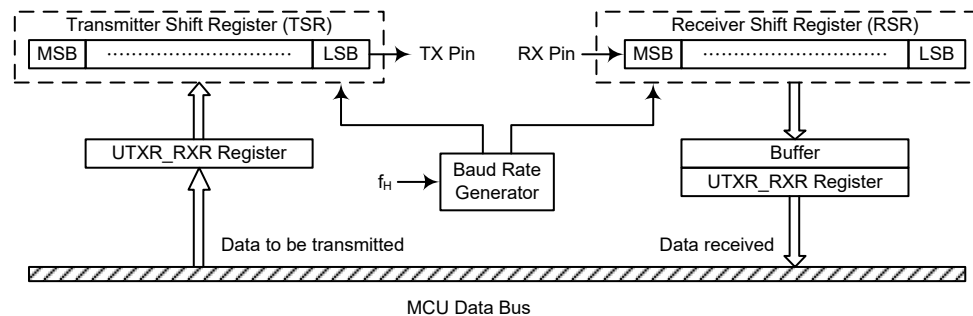 Transmitter Shift Register (TSR)
Receiver Shift Register (RSR)
MSB
LSB
TX Pin
RX Pin
MSB
LSB
UTXR_RXR Register
fH
Baud Rate
Generator
Buffer
UTXR_RXR Register
Data to be transmitted
Data received
MCU Data Bus